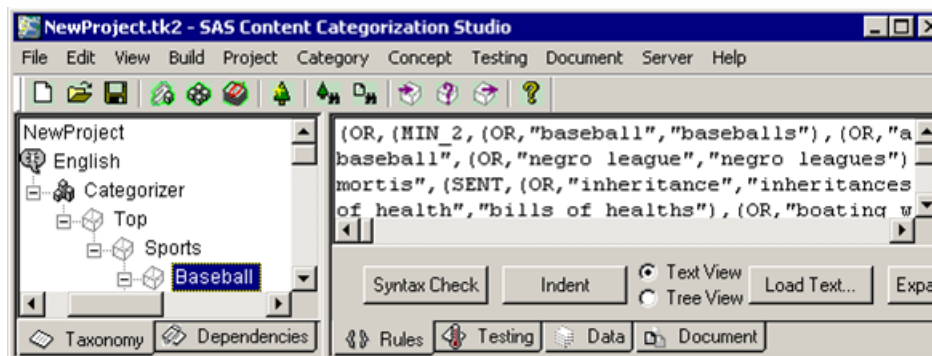 NewProject.tk2 - SAS Content Categorization Studio
File Edit View Build Project Category Concept Testing Document Server Help
NewProject
English
Categorizer
Top
Sports
Baseball
Taxonomy Dependencies
(OR,(MIN_2,(OR,"baseball","baseballs"),(OR,"a
baseball",(OR,"negro league","negro leagues")
mortis",(SENT,(OR,"inheritance","inheritances
of health","bills of healths"),(OR,"boating w
Syntax Check Indent Text View Tree View Load Text... Expa
Rules Testing Data Document